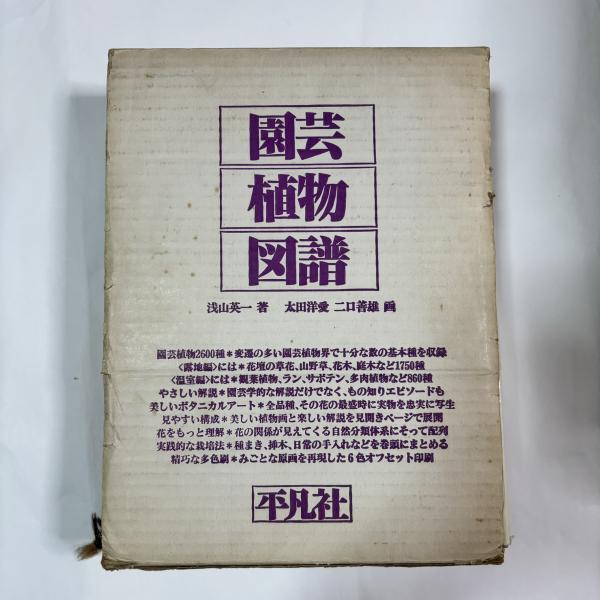 園芸
植物
図譜
浅山英一 著　太田洋愛 二口善雄 画
園芸植物2600種＊変遷の多い園芸植物界で十分な数の基本種を収録
〈露地編〉には＊花壇の草花、山野草、花木、庭木など1750種
〈温室編〉には＊観葉植物、ラン、サボテン、多肉植物など860種
やさしい解説＊園芸学的な解説だけでなく、もの知りエピソードも
美しいボタニカルアート＊全品種、その花の最盛時に実物を忠実に写生
見やすい構成＊美しい植物画と楽しい解説を見開きページで展開
花をもっと理解＊花の関係が見えてくる自然分類体系にそって配列
実践的な栽培法＊種まき、挿木、日常の手入れなどを巻頭にまとめる
精巧な多色刷＊みごとな原画を再現した6色オフセット印刷
平凡社